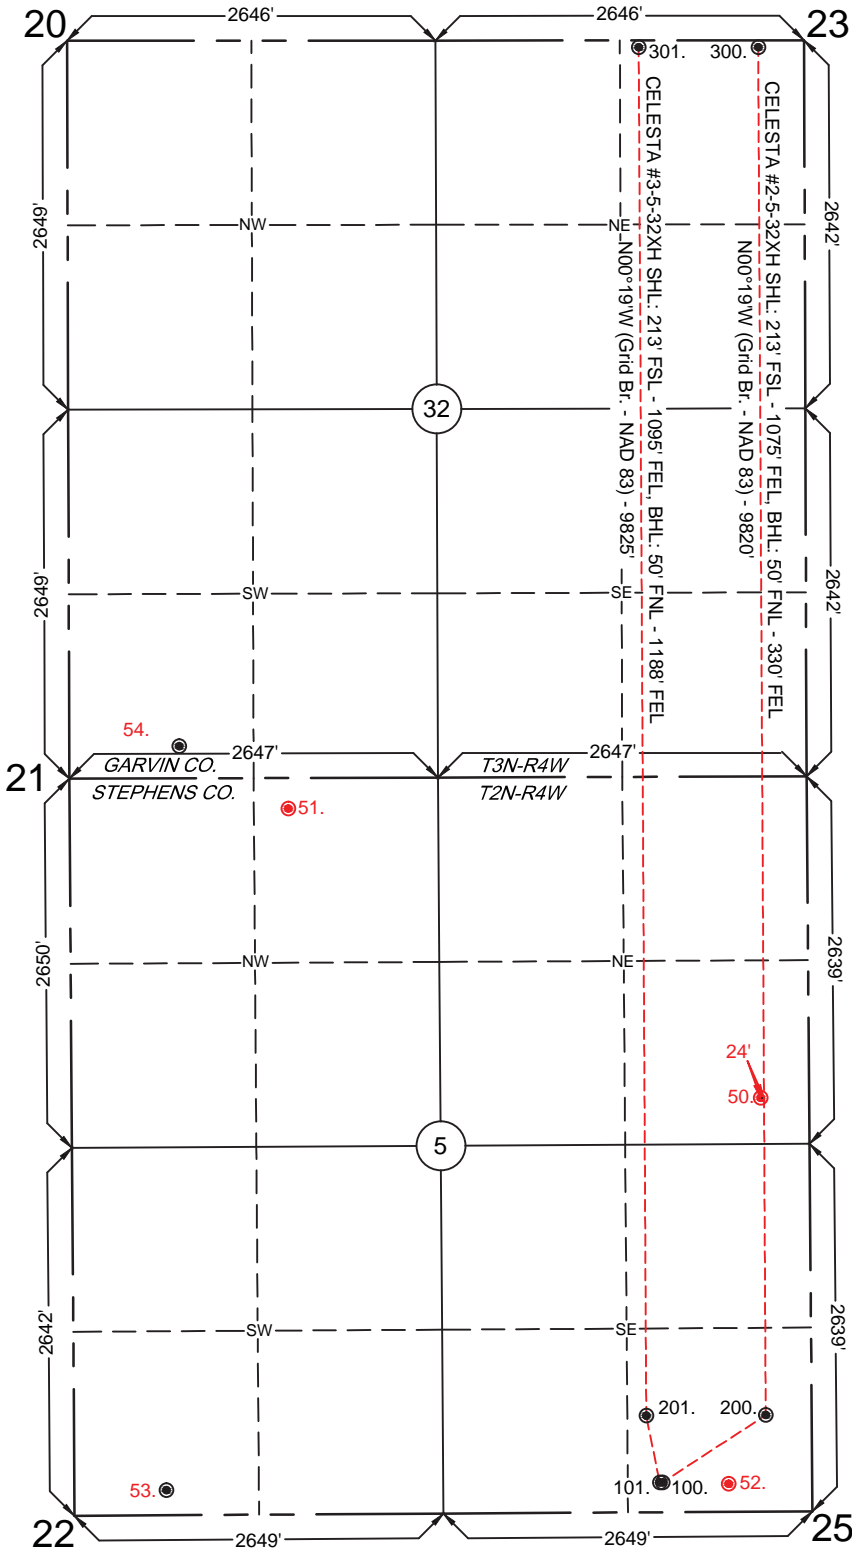 20
2646'
2646'
23
301.
300.
CELESTA #3-5-32XH SHL: 213' FSL - 1095' FEL, BHL: 50' FNL - 1188' FEL
N00°19'W (Grid Br. - NAD 83) - 9825'
CELESTA #2-5-32XH SHL: 213' FSL - 1075' FEL, BHL: 50' FNL - 330' FEL
N00°19'W (Grid Br. - NAD 83) - 9820'
2649'
NW
NE
2642'
32
2649'
SW
SE
2642'
54.
2647'
2647'
GARVIN CO.
T3N-R4W
21
STEPHENS CO.
T2N-R4W
51.
2650'
NW
NE
2639'
24'
50.
5
2642'
SW
SE
2639'
201.
200.
53.
101.
100.
52.
22
2649'
2649'
25